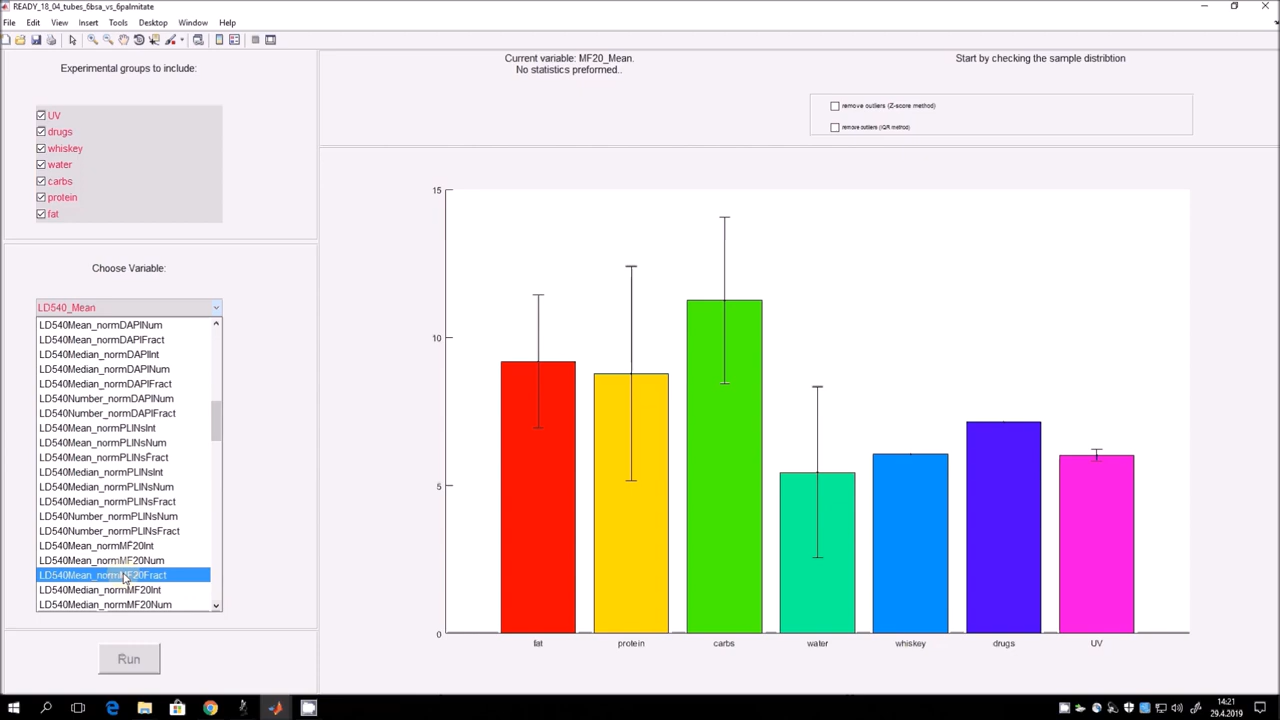 READY_18_04_tubes_6bsa_vs_6palmitate
File Edit View Insert Tools Desktop Window Help
Experimental groups to include:
UV
drugs
whiskey
water
carbs
protein
fat
Choose Variable:
LD540_Mean
LD540Mean_normDAPINum
LD540Mean_normDAPIFract
LD540Median_normDAPIInt
LD540Median_normDAPINum
LD540Median_normDAPIFract
LD540Number_normDAPINum
LD540Number_normDAPIFract
LD540Mean_normPLINsInt
LD540Mean_normPLINsNum
LD540Mean_normPLINsFract
LD540Median_normPLINsInt
LD540Median_normPLINsNum
LD540Median_normPLINsFract
LD540Number_normPLINsNum
LD540Number_normPLINsFract
LD540Mean_normMF20Int
LD540Mean_normMF20Num
LD540Mean_normMF20Fract
LD540Median_normMF20Int
LD540Median_normMF20Num
Run
Current variable: MF20_Mean.
No statistics preformed..
Start by checking the sample distribtion
remove outliers (Z-score method)
remove outliers (IQR method)
15
10
5
0
fat protein carbs water whiskey drugs UV
14:21
29.4.2019